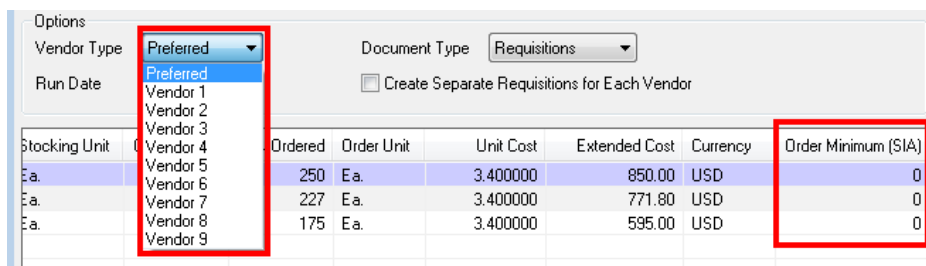 Options
Vendor Type Preferred Document Type Requisitions
Preferred
Run Date Create Separate Requisitions for Each Vendor
Vendor 1
Vendor 2
Vendor 3
Vendor 4
Vendor 5
Vendor 6
Vendor 7
Vendor 8
Vendor 9
Stocking Unit Ordered Order Unit Unit Cost Extended Cost Currency Order Minimum (SIA)
Ea. 250 Ea. 3.400000 850.00 USD 0
Ea. 227 Ea. 3.400000 771.80 USD 0
Ea. 175 Ea. 3.400000 595.00 USD 0